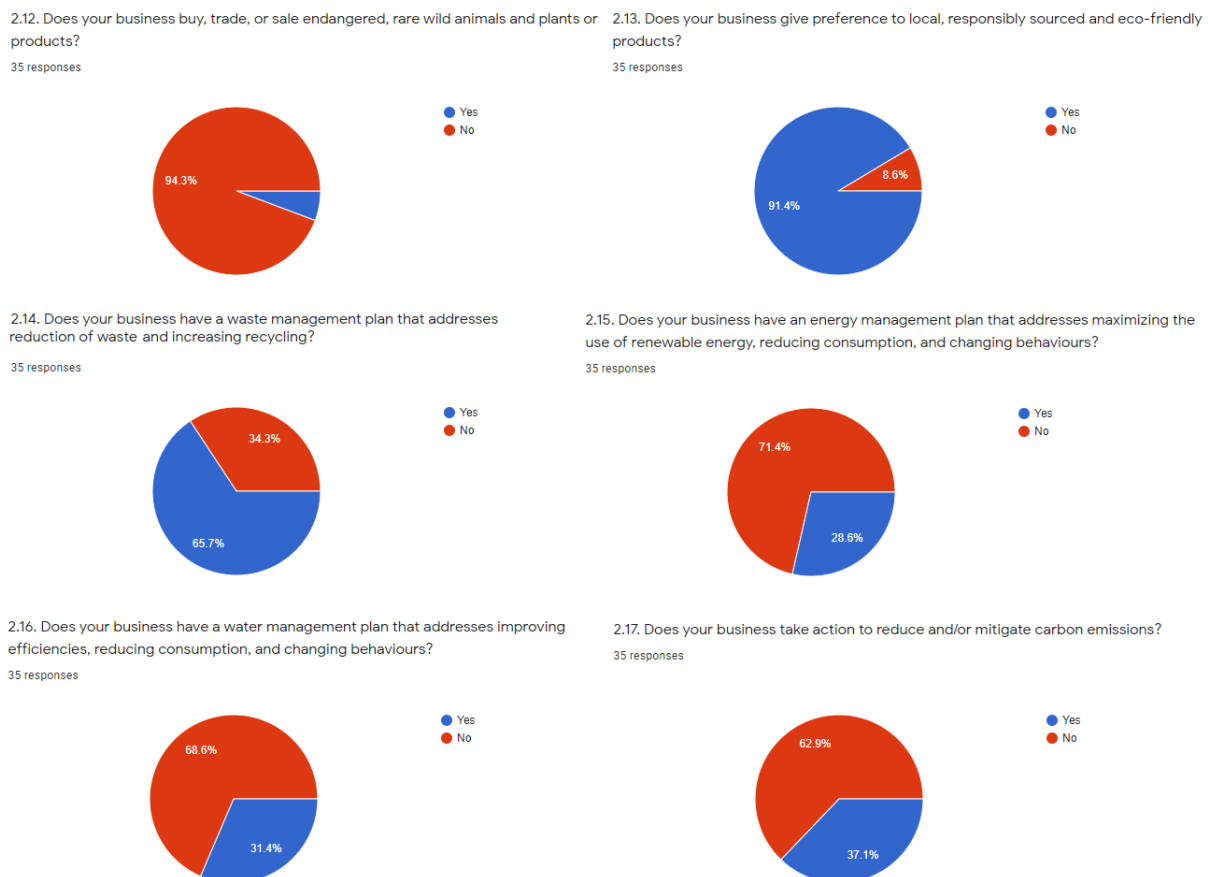 2.12. Does your business buy, trade, or sale endangered, rare wild animals and plants or
products?
35 responses
Yes
No
94.3%
2.13. Does your business give preference to local, responsibly sourced and eco-friendly
products?
35 responses
Yes
No
8.6%
91.4%
2.14. Does your business have a waste management plan that addresses
reduction of waste and increasing recycling?
35 responses
Yes
No
34.3%
65.7%
2.15. Does your business have an energy management plan that addresses maximizing the
use of renewable energy, reducing consumption, and changing behaviours?
35 responses
Yes
No
71.4%
28.6%
2.16. Does your business have a water management plan that addresses improving
efficiencies, reducing consumption, and changing behaviours?
35 responses
Yes
No
68.6%
31.4%
2.17. Does your business take action to reduce and/or mitigate carbon emissions?
35 responses
Yes
No
62.9%
37.1%